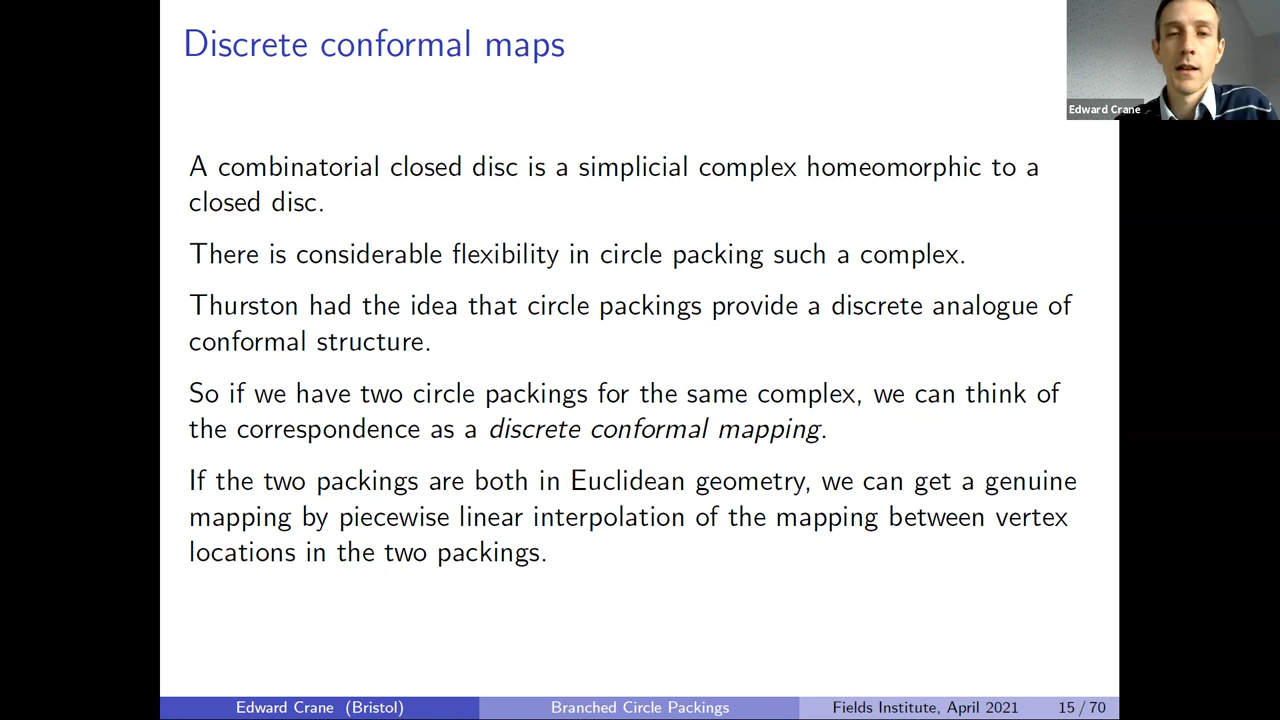 Discrete conformal maps
Edward Crane
A combinatorial closed disc is a simplicial complex homeomorphic to a
closed disc.
There is considerable flexibility in circle packing such a complex.
Thurston had the idea that circle packings provide a discrete analogue of
conformal structure.
So if we have two circle packings for the same complex, we can think of
the correspondence as a discrete conformal mapping.
If the two packings are both in Euclidean geometry, we can get a genuine
mapping by piecewise linear interpolation of the mapping between vertex
locations in the two packings.
Edward Crane (Bristol)
Branched Circle Packings
Fields Institute, April 2021
15 / 70